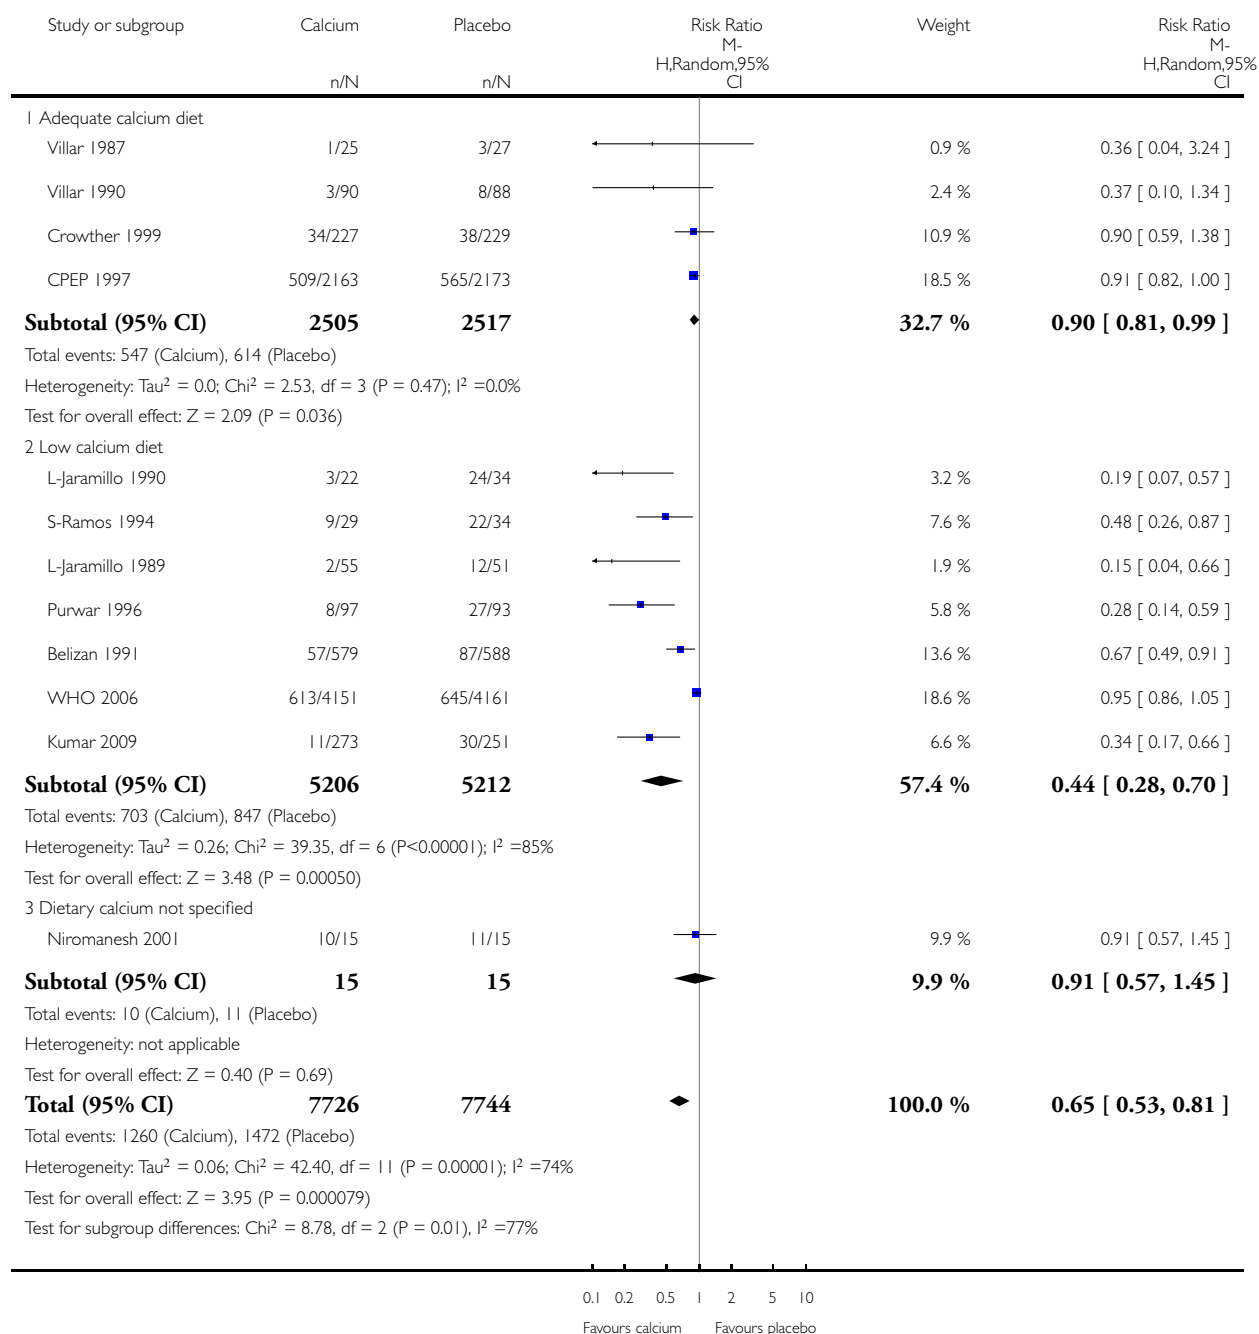 Study or subgroup Calcium Placebo Risk Ratio Weight Risk Ratio
M- M-
H,Random,95% H,Random,95%
n/N n/N CI CI
1 Adequate calcium diet
Villar 1987 1/25 3/27 0.9 % 0.36 [ 0.04, 3.24 ]
Villar 1990 3/90 8/88 2.4 % 0.37 [ 0.10, 1.34 ]
Crowther 1999 34/227 38/229 10.9 % 0.90 [ 0.59, 1.38 ]
CPEP 1997 509/2163 565/2173 18.5 % 0.91 [ 0.82, 1.00 ]
Subtotal (95% CI) 2505 2517 32.7 % 0.90 [ 0.81, 0.99 ]
Total events: 547 (Calcium), 614 (Placebo)
Heterogeneity: Tau² = 0.0; Chi² = 2.53, df = 3 (P = 0.47); I² =0.0%
Test for overall effect: Z = 2.09 (P = 0.036)
2 Low calcium diet
L-Jaramillo 1990 3/22 24/34 3.2 % 0.19 [ 0.07, 0.57 ]
S-Ramos 1994 9/29 22/34 7.6 % 0.48 [ 0.26, 0.87 ]
L-Jaramillo 1989 2/55 12/51 1.9 % 0.15 [ 0.04, 0.66 ]
Purwar 1996 8/97 27/93 5.8 % 0.28 [ 0.14, 0.59 ]
Belizan 1991 57/579 87/588 13.6 % 0.67 [ 0.49, 0.91 ]
WHO 2006 613/4151 645/4161 18.6 % 0.95 [ 0.86, 1.05 ]
Kumar 2009 11/273 30/251 6.6 % 0.34 [ 0.17, 0.66 ]
Subtotal (95% CI) 5206 5212 57.4 % 0.44 [ 0.28, 0.70 ]
Total events: 703 (Calcium), 847 (Placebo)
Heterogeneity: Tau² = 0.26; Chi² = 39.35, df = 6 (P<0.00001); I² =85%
Test for overall effect: Z = 3.48 (P = 0.00050)
3 Dietary calcium not specified
Niromanesh 2001 10/15 11/15 9.9 % 0.91 [ 0.57, 1.45 ]
Subtotal (95% CI) 15 15 9.9 % 0.91 [ 0.57, 1.45 ]
Total events: 10 (Calcium), 11 (Placebo)
Heterogeneity: not applicable
Test for overall effect: Z = 0.40 (P = 0.69)
Total (95% CI) 7726 7744 100.0 % 0.65 [ 0.53, 0.81 ]
Total events: 1260 (Calcium), 1472 (Placebo)
Heterogeneity: Tau² = 0.06; Chi² = 42.40, df = 11 (P = 0.00001); I² =74%
Test for overall effect: Z = 3.95 (P = 0.000079)
Test for subgroup differences: Chi² = 8.78, df = 2 (P = 0.01), I² =77%
0.1 0.2 0.5 1 2 5 10
Favours calcium Favours placebo